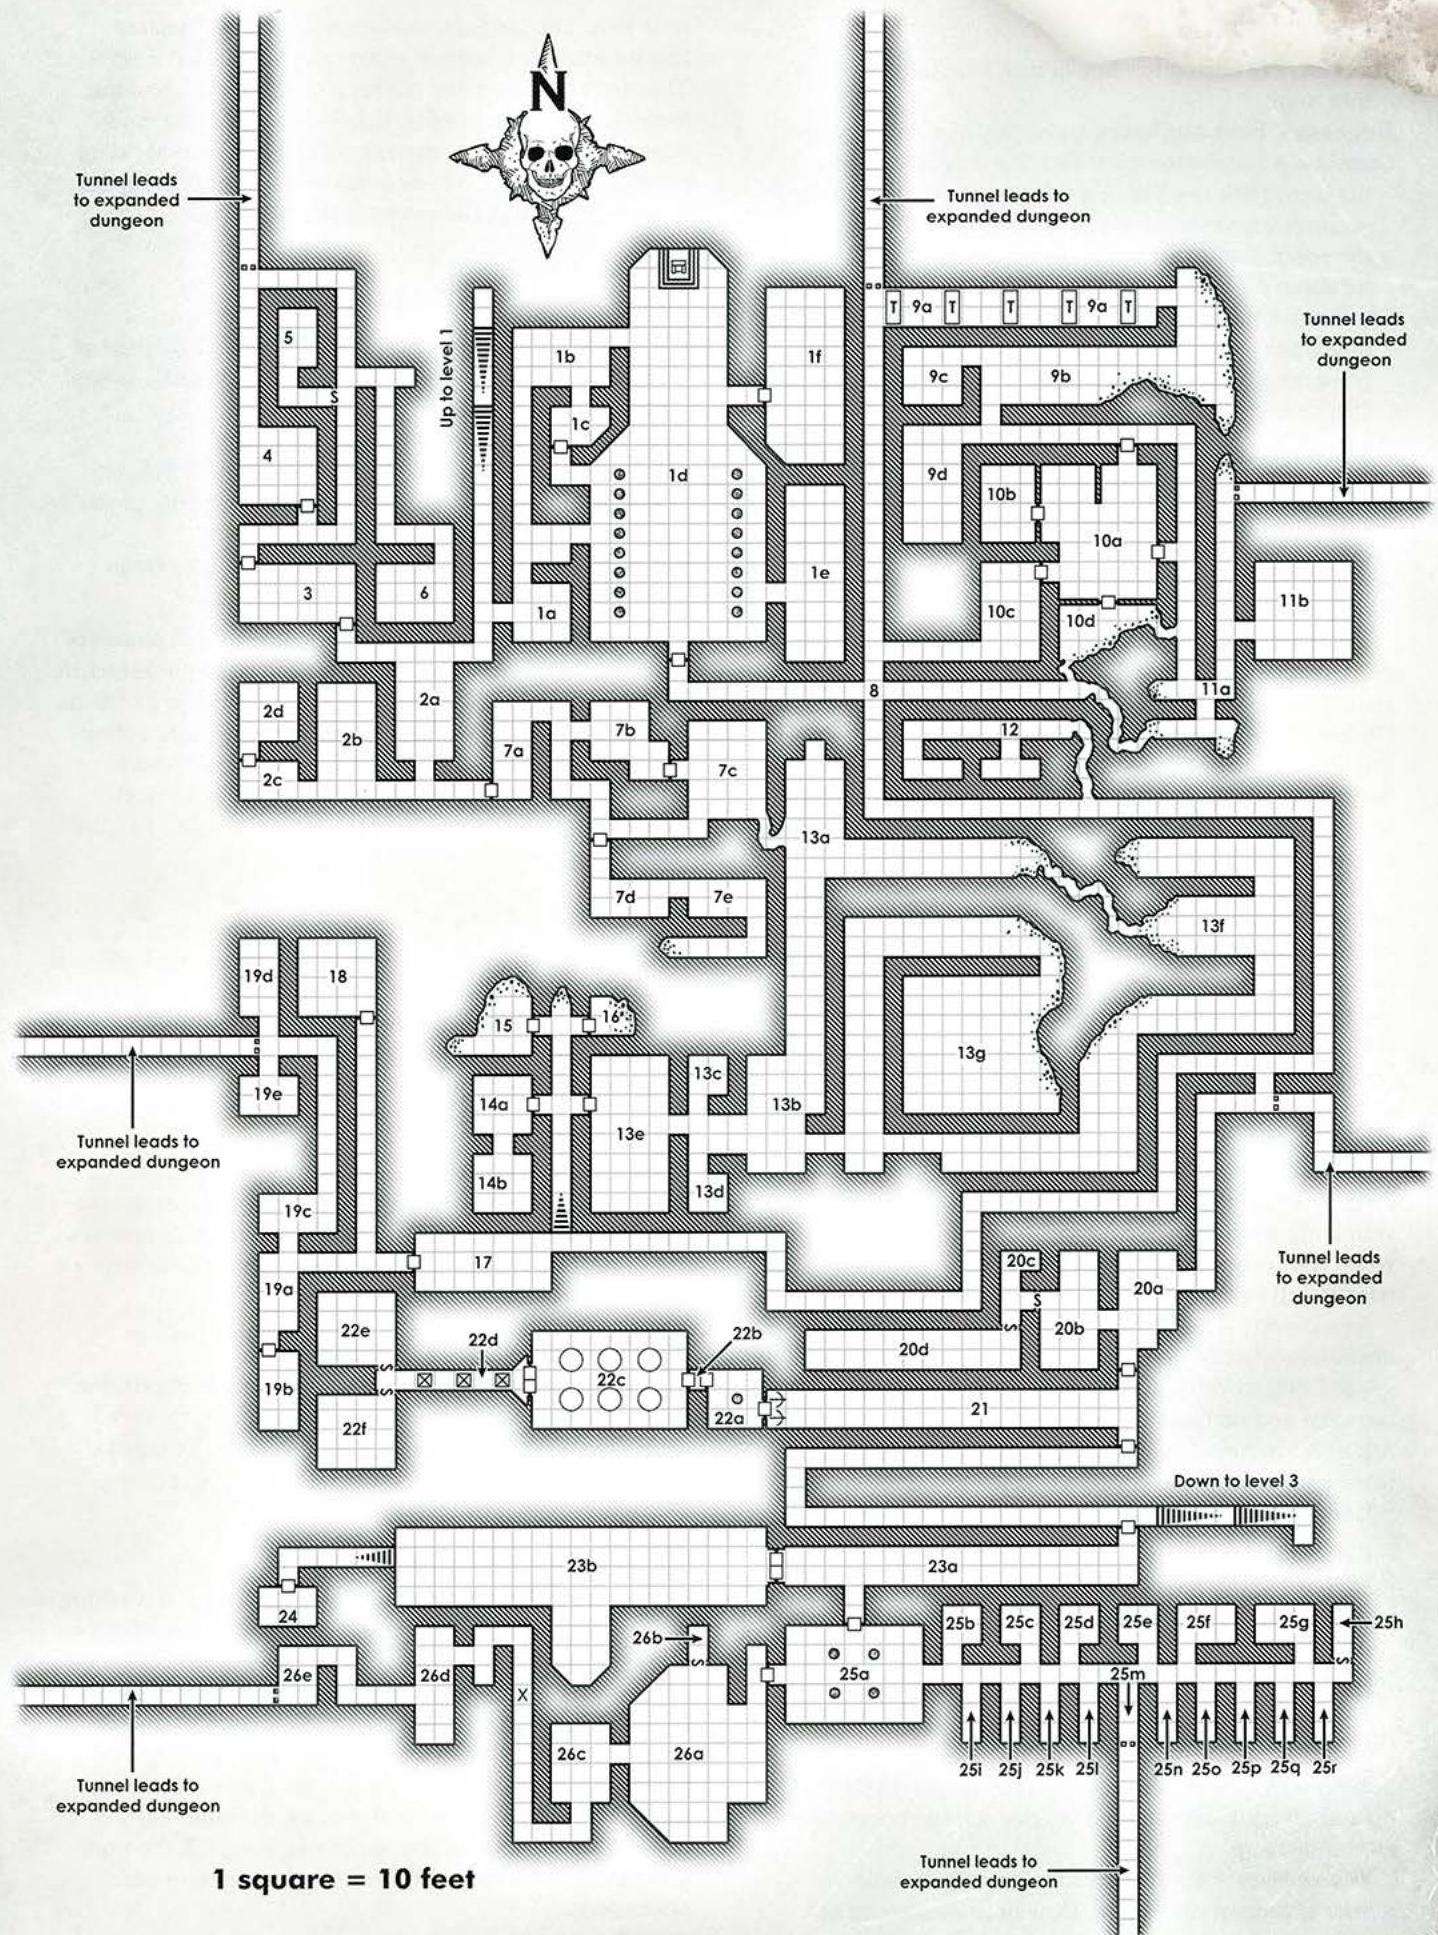 N
Tunnel leads
to expanded
dungeon
Tunnel leads to
expanded dungeon
Tunnel leads
to expanded
dungeon
T
9a
T
T
T
9a
T
5
S
Up to level 1
1b
1f
1c
9c
9b
4
1d
9d
10b
10a
3
6
1e
1a
10c
10d
11b
2d
2a
8
11a
2b
2c
7a
7b
7c
12
13a
7d
7e
13f
19d
18
15
16
13g
19e
14a
13c
13b
13e
14b
13d
Tunnel leads to
expanded dungeon
19c
17
20c
Tunnel leads
to expanded
dungeon
19a
20a
S
22e
22d
22b
S
20b
20d
S
S
22c
19b
22a
21
22f
Down to level 3
23b
23a
24
25b
25c
25d
25e
25f
25g
25h
26b
S
S
26e
26d
25a
25m
X
26c
26a
25i
25j
25k
25l
25n
25o
25p
25q
25r
Tunnel leads to
expanded dungeon
1 square = 10 feet
Tunnel leads to
expanded dungeon